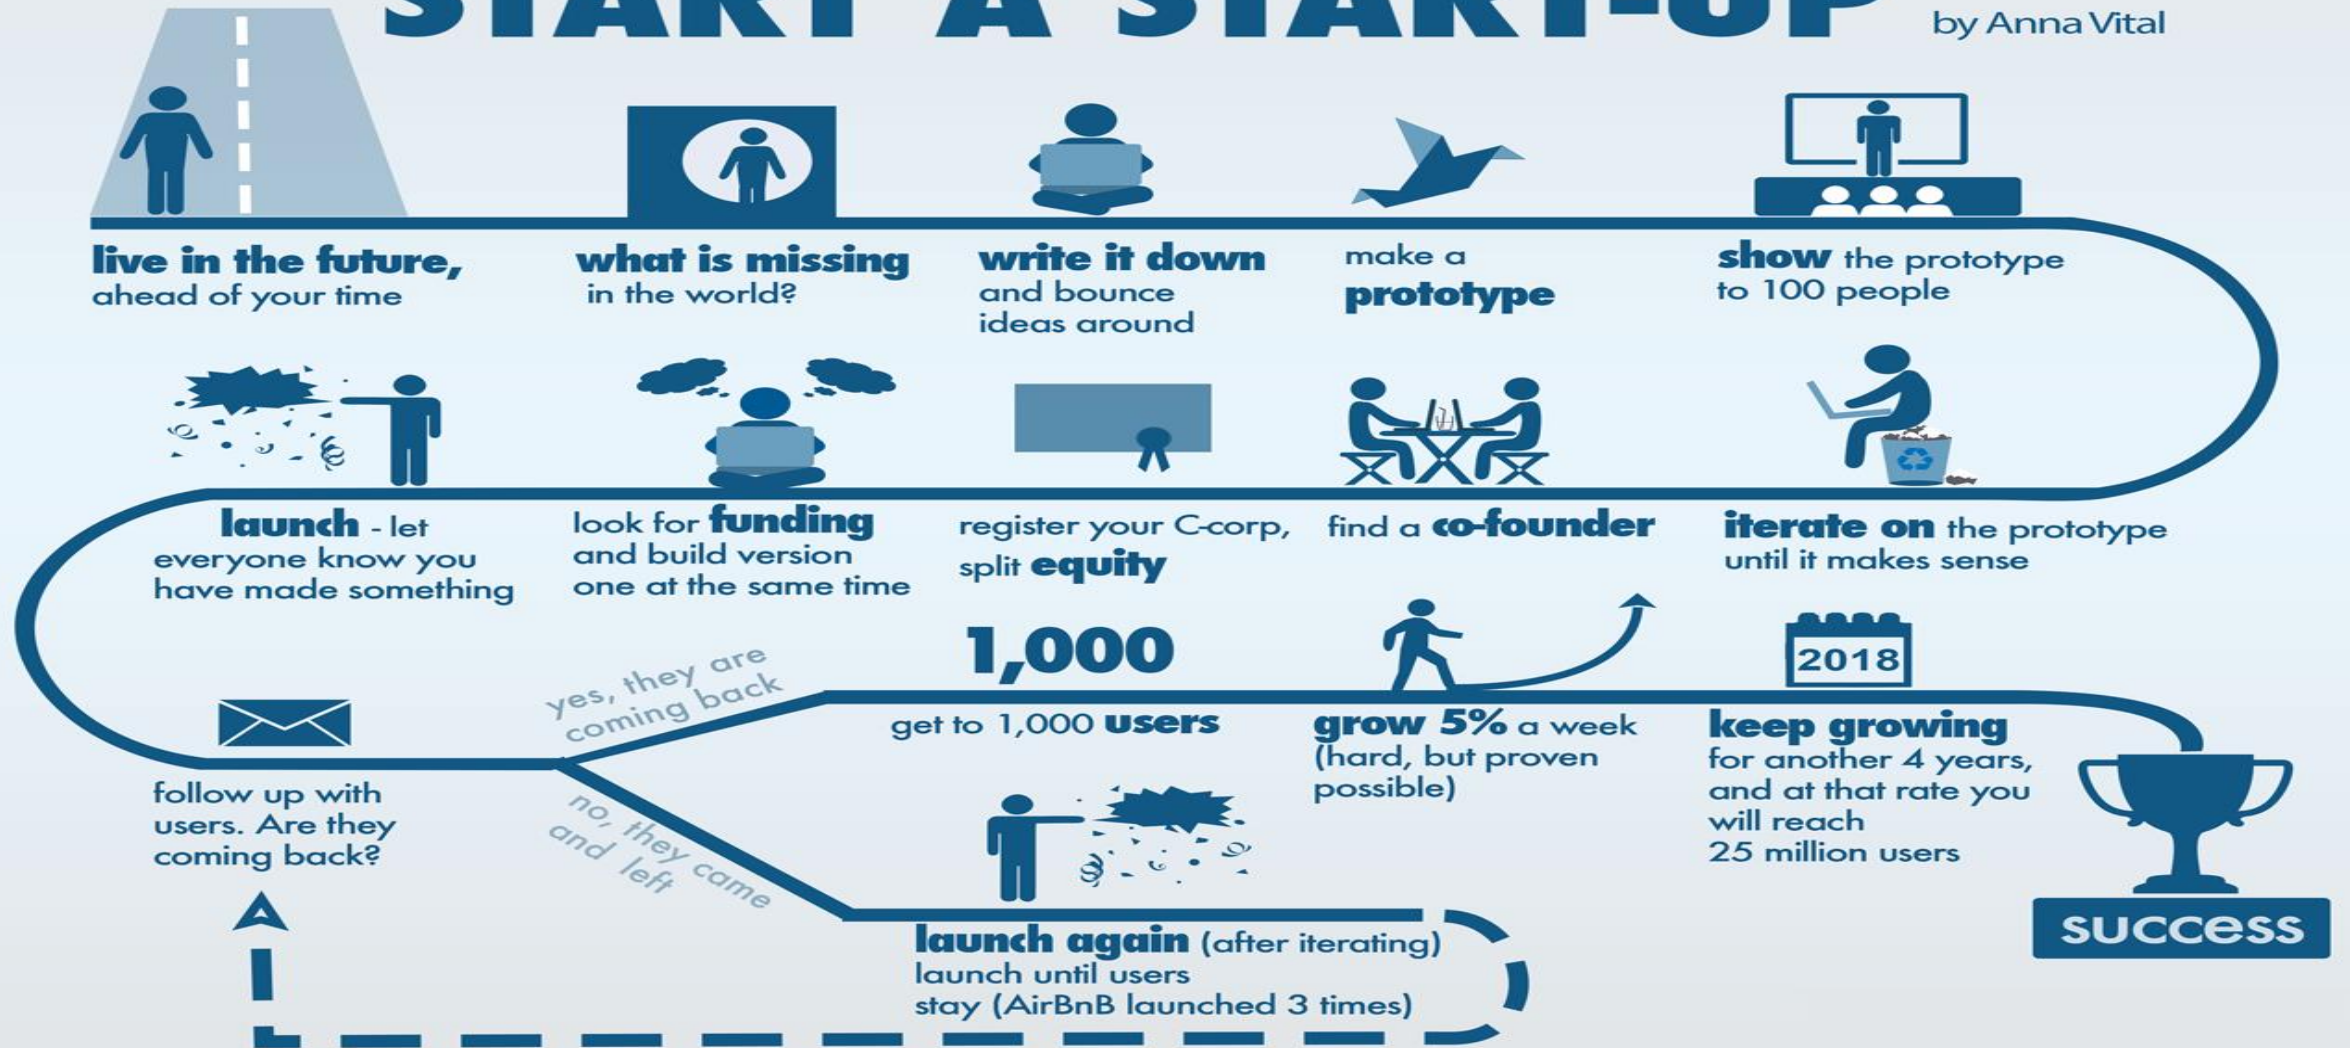 START A START-UP
by Anna Vital
live in the future,
ahead of your time
what is missing
in the world?
write it down
and bounce
ideas around
make a
prototype
show the prototype
to 100 people
iterate on the prototype
until it makes sense
find a co-founder
register your C-corp,
split equity
look for funding
and build version
one at the same time
launch - let
everyone know you
have made something
follow up with
users. Are they
coming back?
yes, they are
coming back
1,000
get to 1,000 users
grow 5% a week
(hard, but proven
possible)
2018
keep growing
for another 4 years,
and at that rate you
will reach
25 million users
success
no, they came
and left
launch again (after iterating)
launch until users
stay (AirBnB launched 3 times)